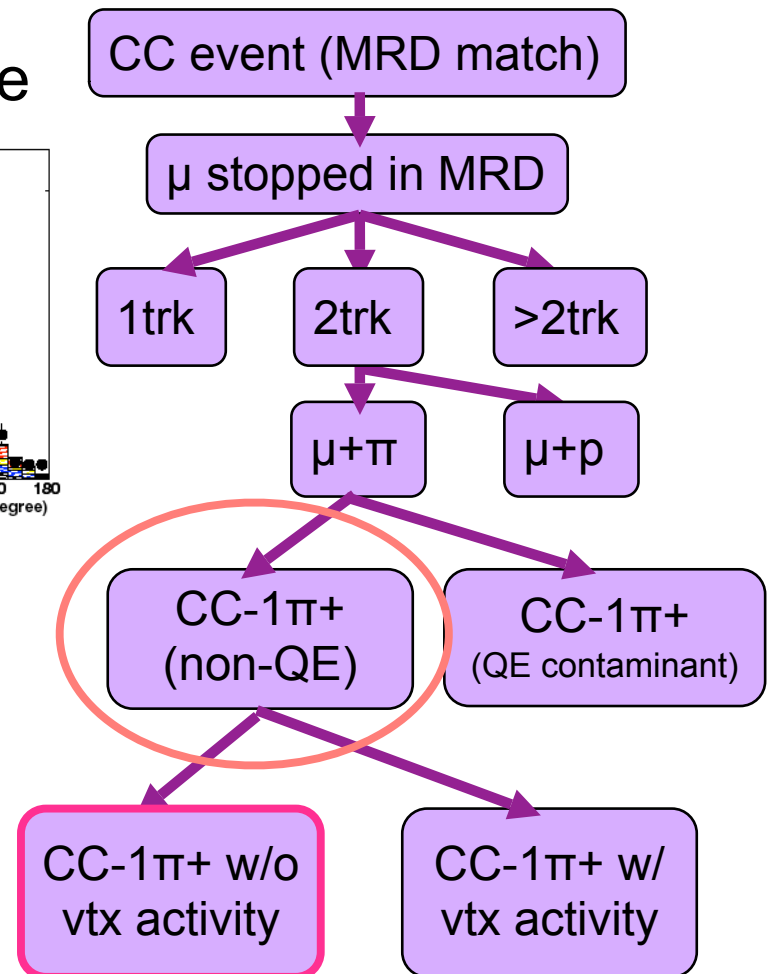 e
CC event (MRD match)
μ stopped in MRD
1trk
2trk
>2trk
μ+π
μ+p
180
egree)
CC-1π+
(non-QE)
CC-1π+
(QE contaminant)
CC-1π+ w/o
vtx activity
CC-1π+ w/
vtx activity